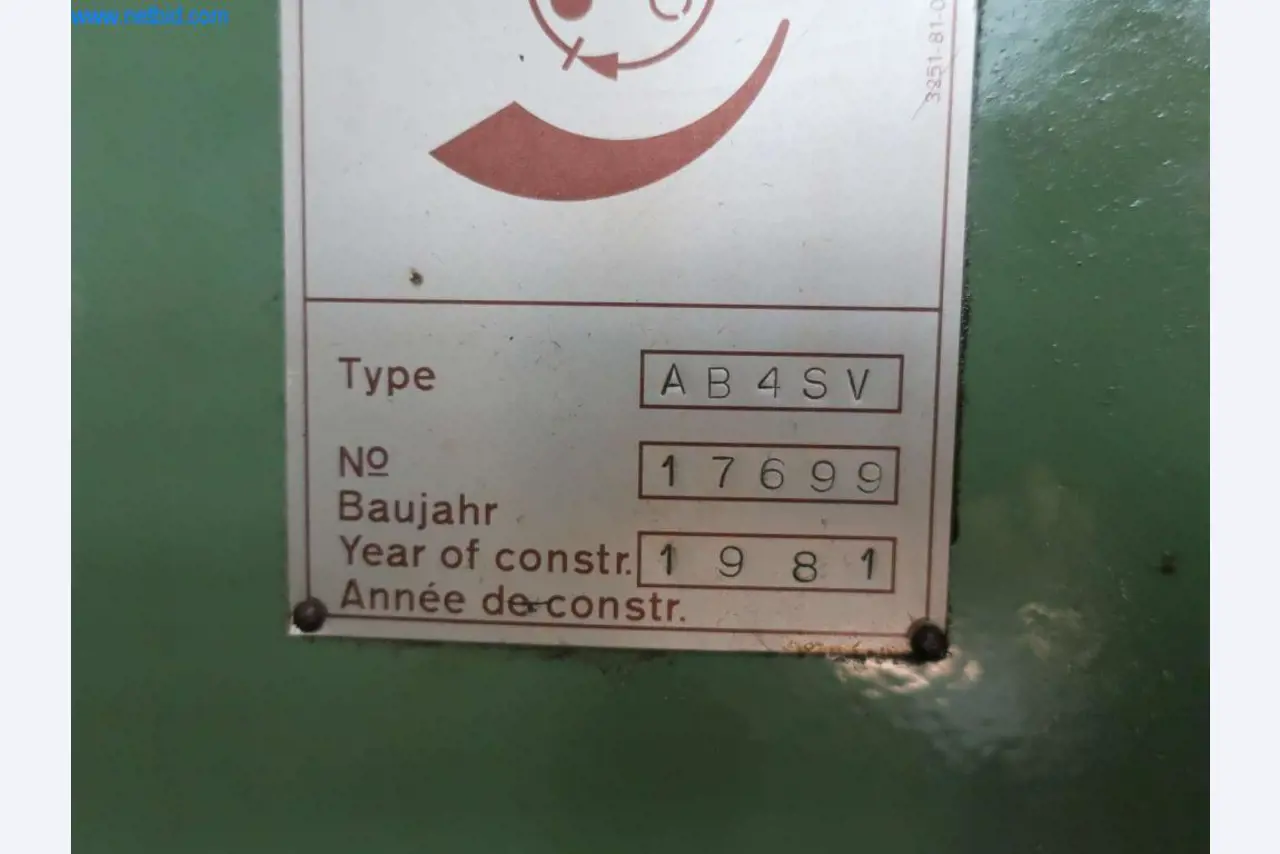 www.netbid.com
3251-81-0
Type AB4SV
Nº 17699
Baujahr
Year of constr. 1981
Année de constr.